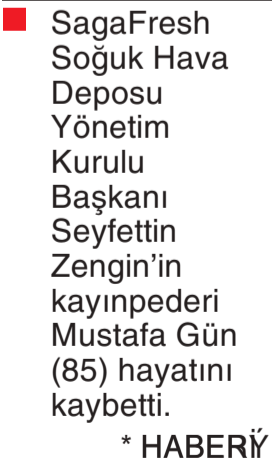 SagaFresh
Soğuk Hava
Deposu
Yönetim
Kurulu
Başkanı
Seyfettin
Zengin’in
kayınpederi
Mustafa Gün
(85) hayatını
kaybetti.
*